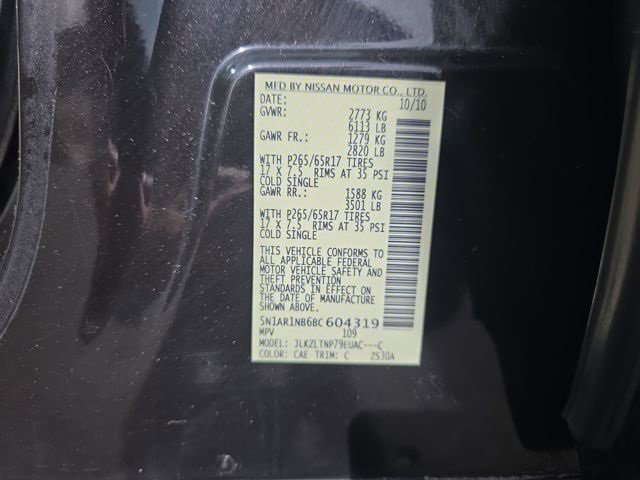 MFD BY NISSAN MOTOR CO., LTD.
DATE: 10/10
GVWR: 2773 KG
6113 LB
GAWR FR.: 1279 KG
2820 LB
WITH P265/65R17 TIRES
17 X 7.5 RIMS AT 35 PSI
COLD SINGLE
GAWR RR.: 1588 KG
3501 LB
WITH P265/65R17 TIRES
17 X 7.5 RIMS AT 35 PSI
COLD SINGLE
THIS VEHICLE CONFORMS TO
ALL APPLICABLE FEDERAL
MOTOR VEHICLE SAFETY AND
THEFT PREVENTION
STANDARDS IN EFFECT ON
THE DATE OF MANUFACTURE
SHOWN ABOVE.
5N1AR1NB6BC604319
MPV 109
MODEL: JLKZLTNP79EUAC---C
COLOR: CAE TRIM: C ZS30A